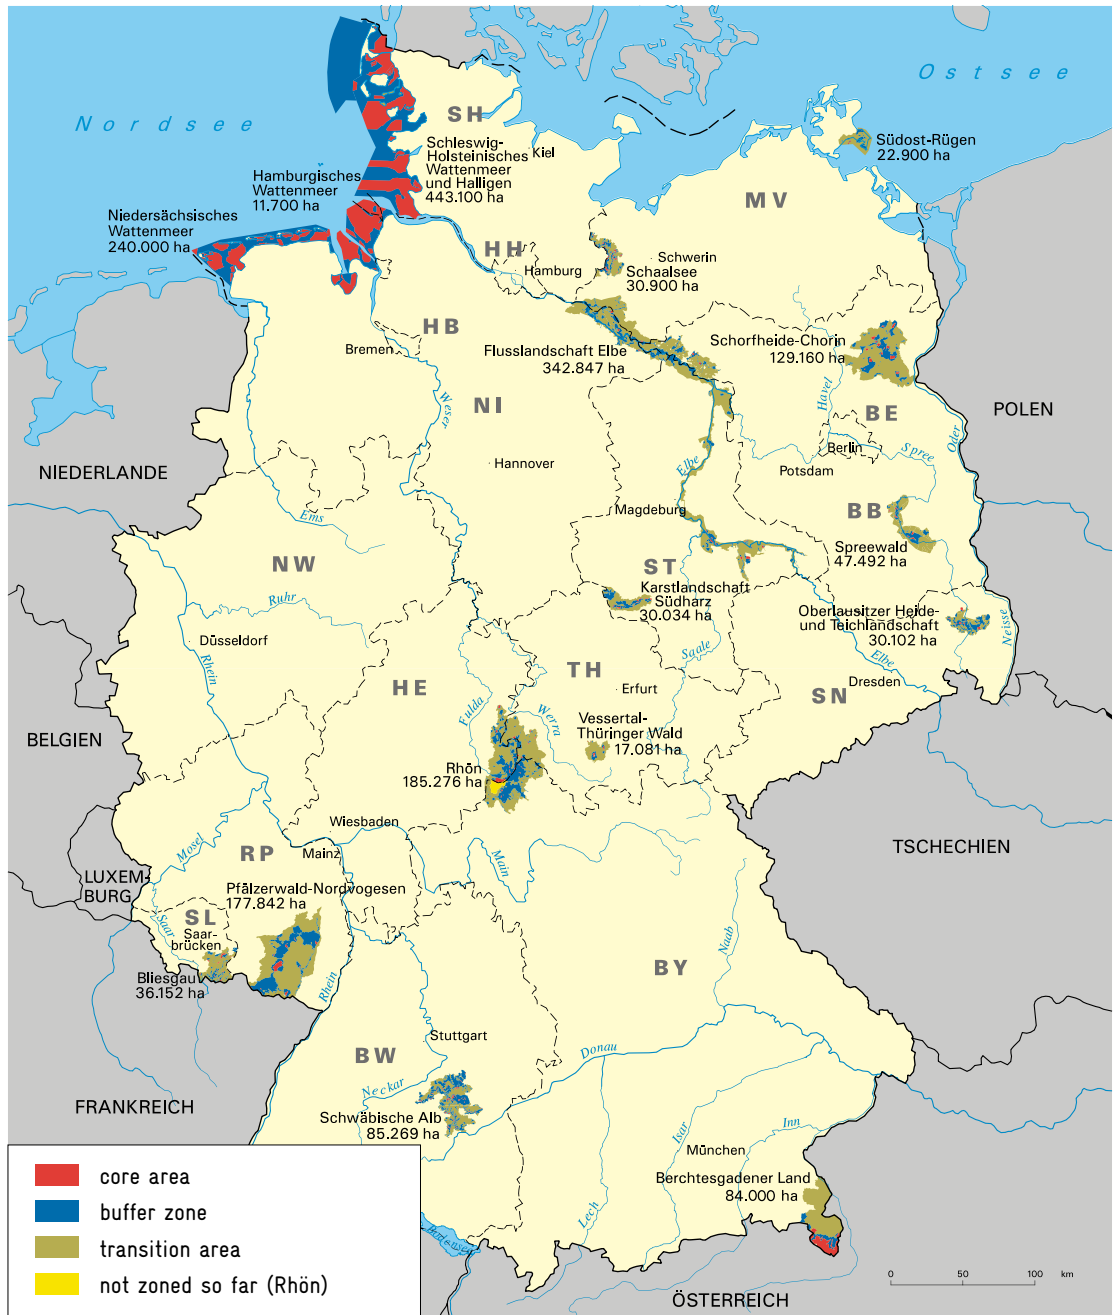 Nordsee
Ostsee
SH
Schleswig-
Holsteinisches
Wattenmeer
und Halligen
443.100 ha
Kiel
Hamburgisches
Wattenmeer
11.700 ha
Niedersächsisches
Wattenmeer
240.000 ha
Südost-Rügen
22.900 ha
MV
HH
Hamburg
Schwerin
Schaalsee
30.900 ha
HB
Bremen
Flusslandschaft Elbe
342.847 ha
Schorfheide-Chorin
129.160 ha
Havel
BE
Oder
POLEN
NI
Weser
Hannover
Berlin
Spree
Potsdam
NIEDERLANDE
Elbe
Magdeburg
BB
Spreewald
47.492 ha
Ems
NW
Ruhr
ST
Karstlandschaft
Südharz
30.034 ha
Oberlausitzer Heide-
und Teichlandschaft
30.102 ha
Neisse
Düsseldorf
Rhein
Saale
Elbe
Dresden
SN
HE
TH
Erfurt
Fulda
Werra
Vessertal-
Thüringer Wald
17.081 ha
BELGIEN
Rhön
185.276 ha
Wiesbaden
Mainz
Main
Mosel
RP
LUXEM-
BURG
Pfälzerwald-Nordvogesen
177.842 ha
TSCHECHIEN
SL
Saar
Saar-
brücken
Bliesgau
36.152 ha
Rhein
Naab
BY
Stuttgart
BW
Donau
Neckar
FRANKREICH
Schwäbische Alb
85.269 ha
Isar
Inn
München
Lech
Berchtesgadener Land
84.000 ha
Bodensee
ÖSTERREICH
core area
buffer zone
transition area
not zoned so far (Rhön)
0 50 100 km